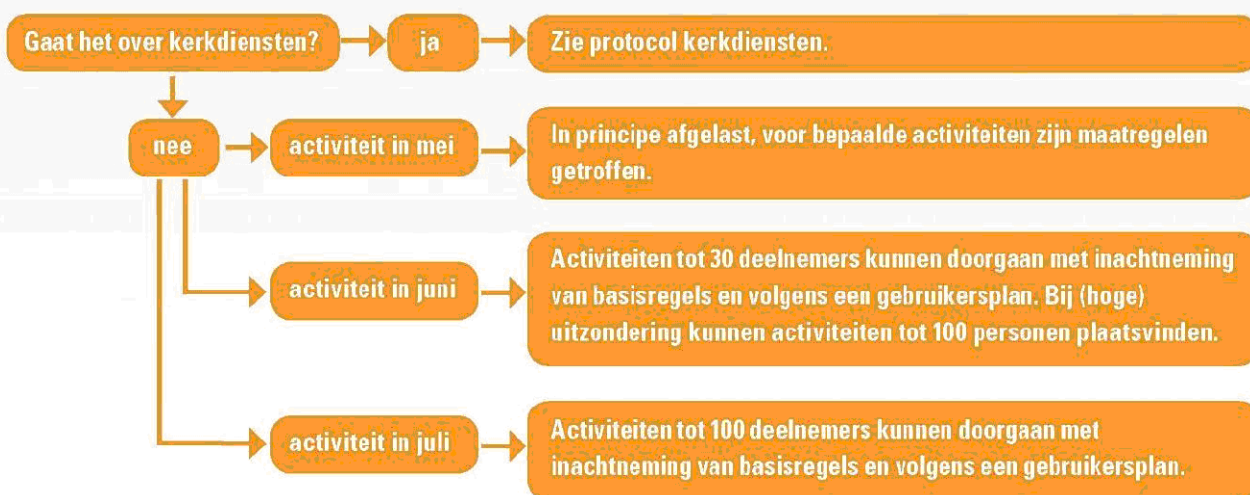 Gaat het over kerkdiensten?
ja
Zie protocol kerkdiensten.
nee
activiteit in mei
In principe afgelast, voor bepaalde activiteiten zijn maatregelen
getroffen.
activiteit in juni
Activiteiten tot 30 deelnemers kunnen doorgaan met inachtneming
van basisregels en volgens een gebruikersplan. Bij (hoge)
uitzondering kunnen activiteiten tot 100 personen plaatsvinden.
activiteit in juli
Activiteiten tot 100 deelnemers kunnen doorgaan met
inachtneming van basisregels en volgens een gebruikersplan.